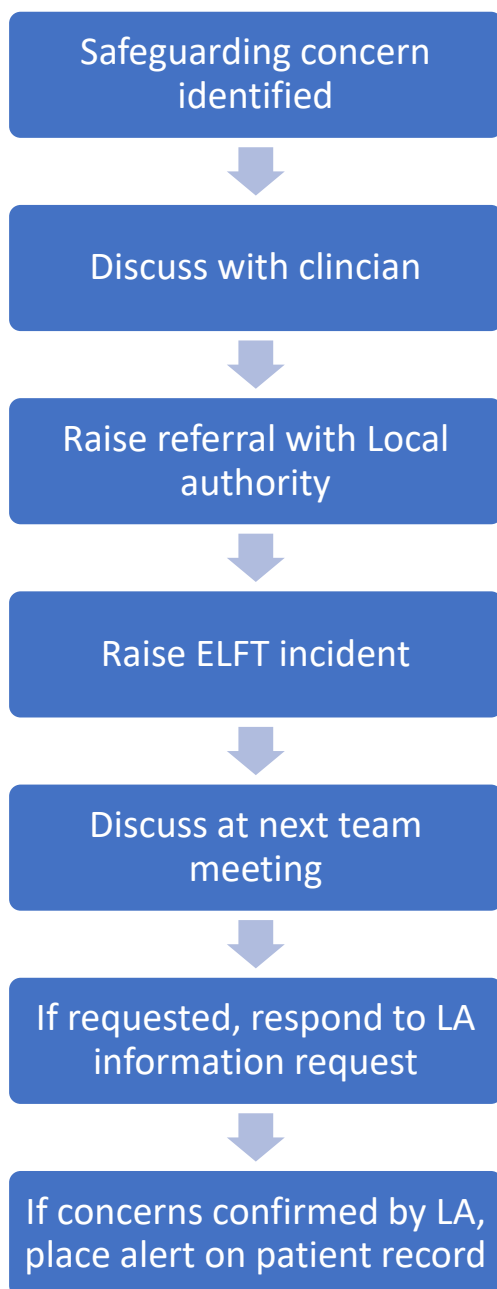 Safeguarding concern
identified
Discuss with clincian
Raise referral with Local
authority
Raise ELFT incident
Discuss at next team
meeting
If requested, respond to LA
information request
If concerns confirmed by LA,
place alert on patient record